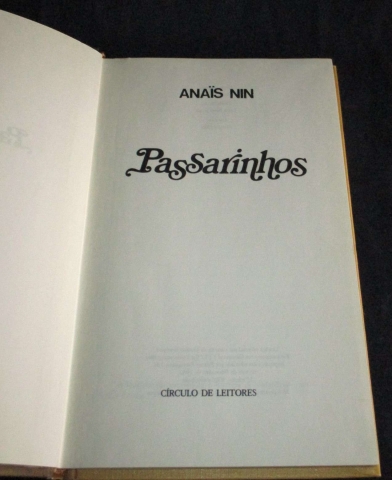 ANAÏS NIN
Passarinhos
CÍRCULO DE LEITORES